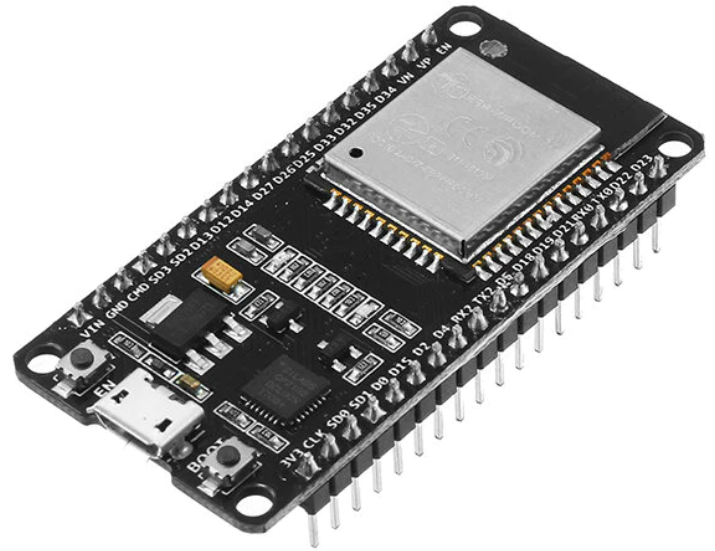 EN
VP
VN
D34
D35
D32
D33
D25
D26
D27
D14
D12
D13
SD2
SD3
CMD
GND
VIN
D23
D22
TX0
RX0
D21
D19
D18
D5
TX2
RX2
D4
D2
D15
D0
SD1
SD0
CLK
3V3
EN
BOOT